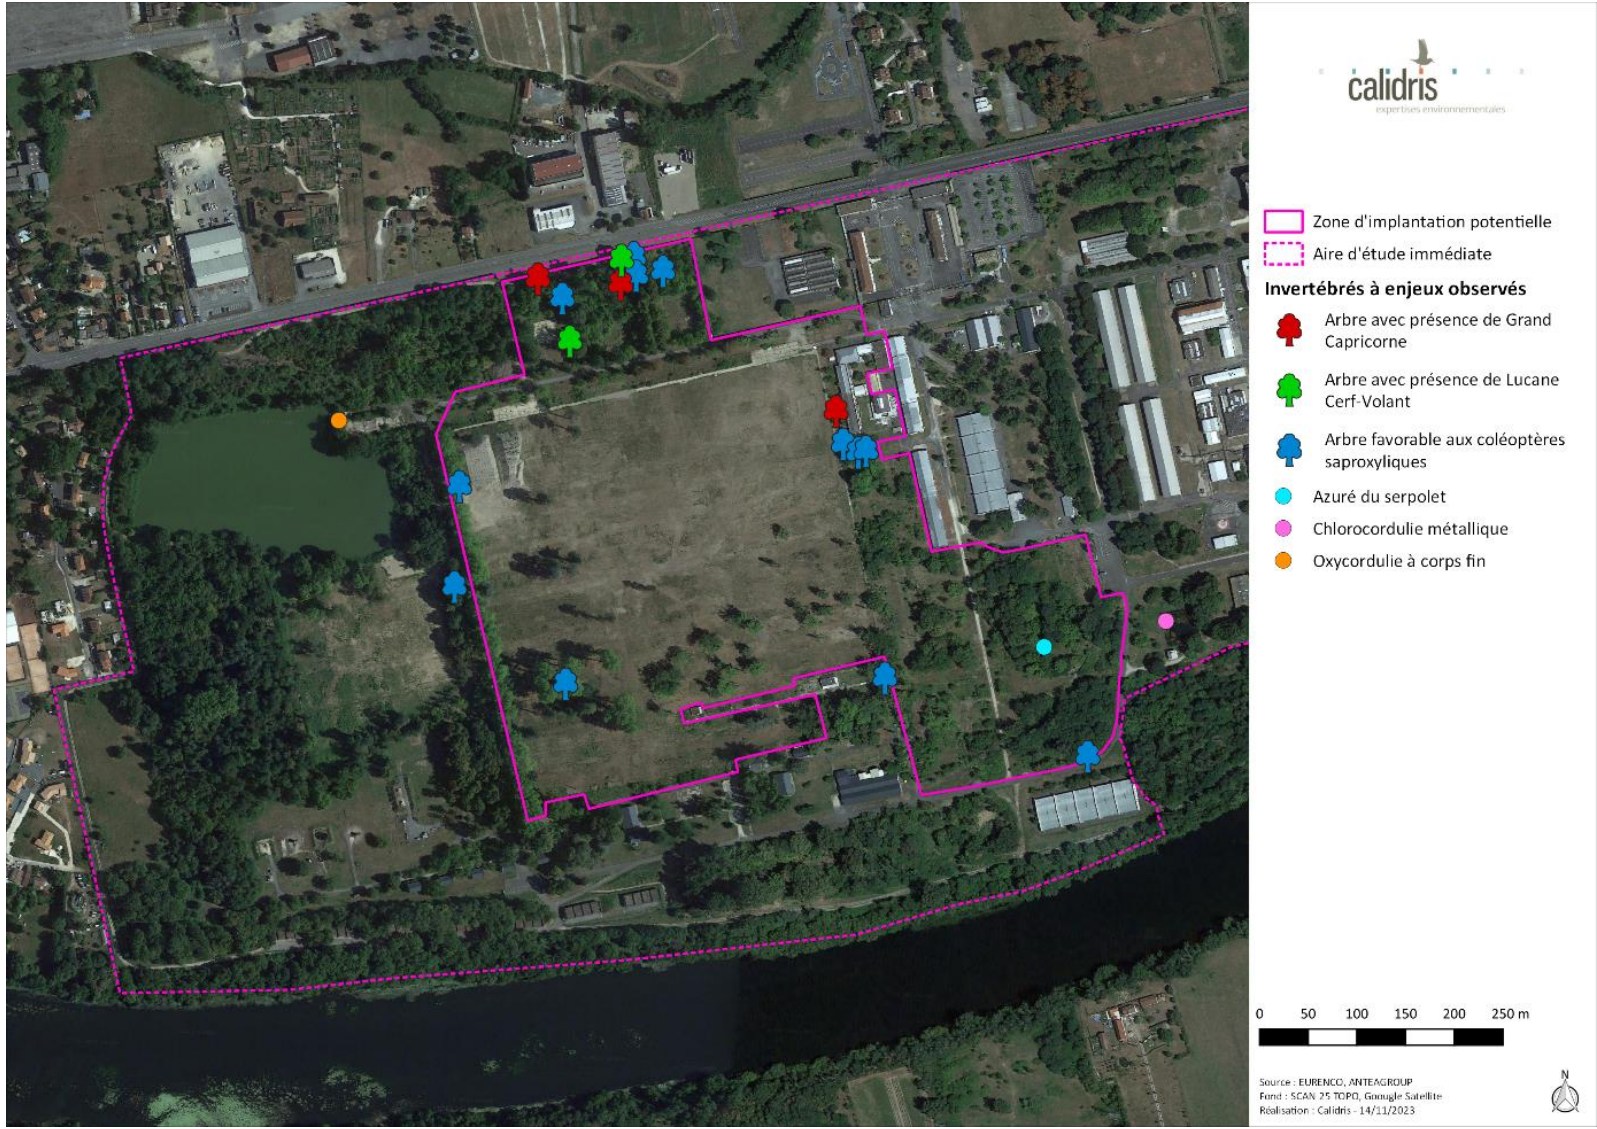 calidris
expertises environnementales
Zone d'implantation potentielle
Aire d'étude immédiate
Invertébrés à enjeux observés
Arbre avec présence de Grand
Capricorne
Arbre avec présence de Lucane
Cerf-Volant
Arbre favorable aux coléoptères
saproxyliques
Azuré du serpolet
Chlorocordulie métallique
Oxycordulie à corps fin
0 50 100 150 200 250 m
Source : EURENCO, ANTEAGROUP
Fond : SCAN 25 TOPO, Gooogle Satellite
Réalisation : Calidris - 14/11/2023
N